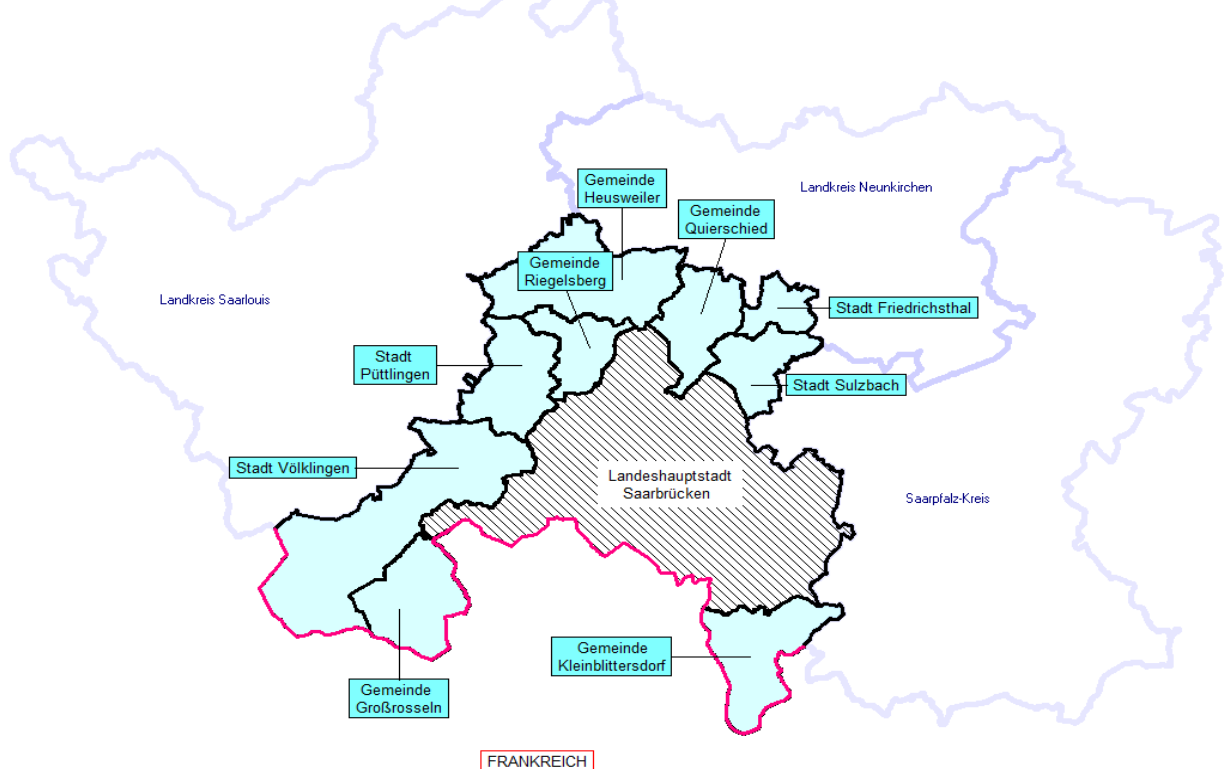 Gemeinde
Heusweiler
Landkreis Neunkirchen
Gemeinde
Quierschied
Gemeinde
Riegelsberg
Landkreis Saarlouis
Stadt Friedrichsthal
Stadt
Püttlingen
Stadt Sulzbach
Stadt Völklingen
Landeshauptstadt
Saarbrücken
Saarpfalz-Kreis
Gemeinde
Kleinblittersdorf
Gemeinde
Großrosseln
FRANKREICH